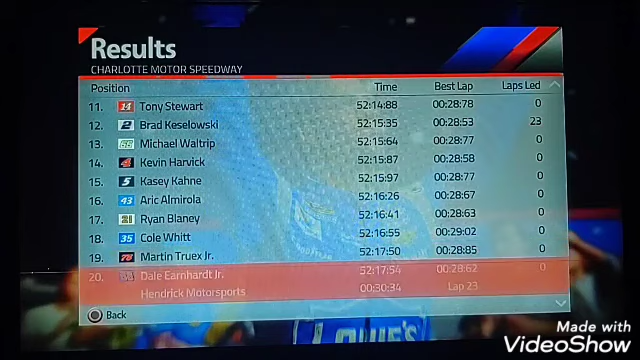 Results
CHARLOTTE MOTOR SPEEDWAY
Position Time Best Lap Laps Led
11. 14 Tony Stewart 52:14:88 00:28:78 0
12. 2 Brad Keselowski 52:15:35 00:28:53 23
13. 55 Michael Waltrip 52:15:64 00:28:77 0
14. 4 Kevin Harvick 52:15:87 00:28:58 0
15. 5 Kasey Kahne 52:15:97 00:28:77 0
16. 43 Aric Almirola 52:16:26 00:28:67 0
17. 21 Ryan Blaney 52:16:41 00:28:63 0
18. 35 Cole Whitt 52:16:55 00:29:02 0
19. 78 Martin Truex Jr. 52:17:50 00:28:85 0
20. 88 Dale Earnhardt Jr. 52:17:54 00:28:62 0
Hendrick Motorsports 00:30:34 Lap 23
Back
LOWE'S
Made with
VideoShow